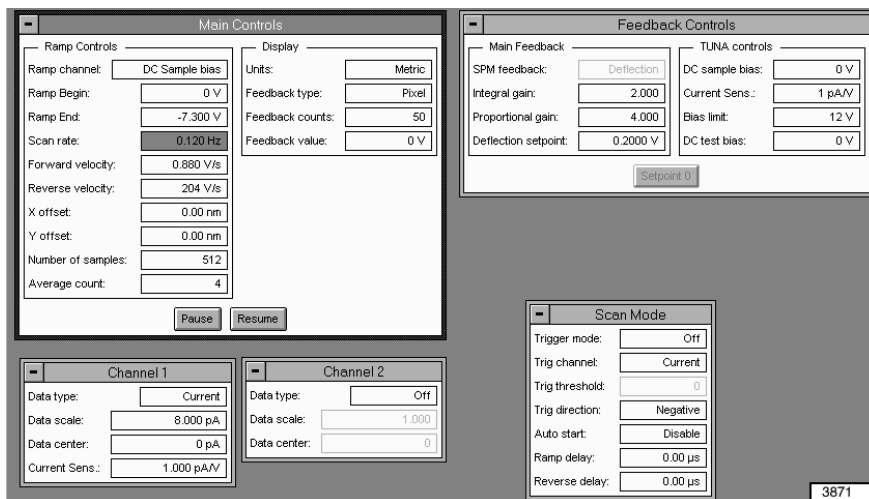 Main Controls
Ramp Controls
Ramp channel: DC Sample bias
Ramp Begin: 0 V
Ramp End: -7.300 V
Scan rate: 0.120 Hz
Forward velocity: 0.880 V/s
Reverse velocity: 204 V/s
X offset: 0.00 nm
Y offset: 0.00 nm
Number of samples: 512
Average count: 4
Display
Units: Metric
Feedback type: Pixel
Feedback counts: 50
Feedback value: 0 V
Pause Resume
Feedback Controls
Main Feedback
SPM feedback: Deflection
Integral gain: 2.000
Proportional gain: 4.000
Deflection setpoint: 0.2000 V
TUNA controls
DC sample bias: 0 V
Current Sens.: 1 pA/V
Bias limit: 12 V
DC test bias: 0 V
Setpoint 0
Channel 1
Data type: Current
Data scale: 8.000 pA
Data center: 0 pA
Current Sens.: 1.000 pA/V
Channel 2
Data type: Off
Data scale: 1.000
Data center: 0
Scan Mode
Trigger mode: Off
Trig channel: Current
Trig threshold: 0
Trig direction: Negative
Auto start: Disable
Ramp delay: 0.00 µs
Reverse delay: 0.00 µs
3871